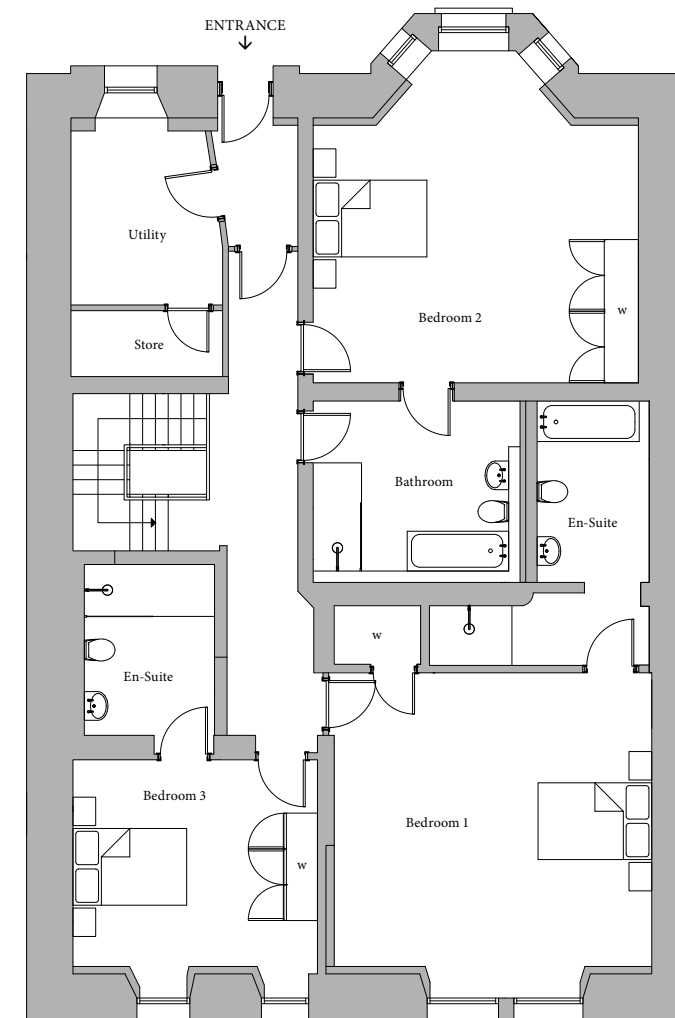 ENTRANCE
Utility
Bedroom 2
w
Store
Bathroom
En-Suite
w
En-Suite
Bedroom 3
Bedroom 1
w